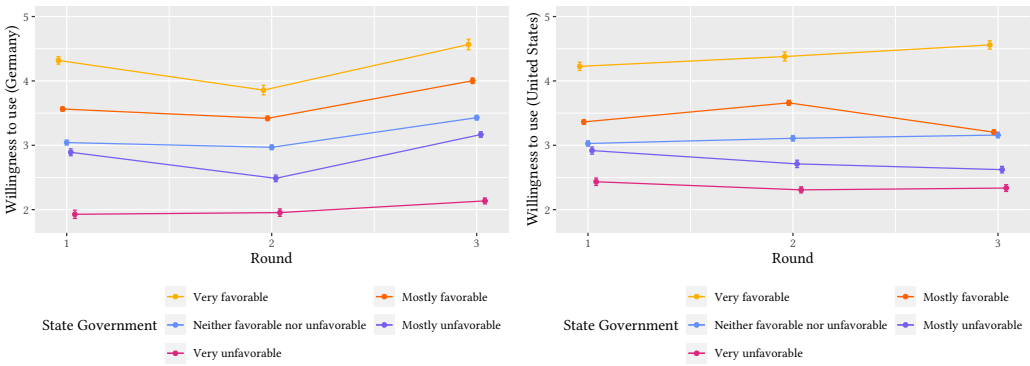 Willingness to use (Germany)
5
4
3
2
1
2
3
Round
State Government
Very favorable
Mostly favorable
Neither favorable nor unfavorable
Mostly unfavorable
Very unfavorable
Willingness to use (United States)
5
4
3
2
1
2
3
Round
State Government
Very favorable
Mostly favorable
Neither favorable nor unfavorable
Mostly unfavorable
Very unfavorable